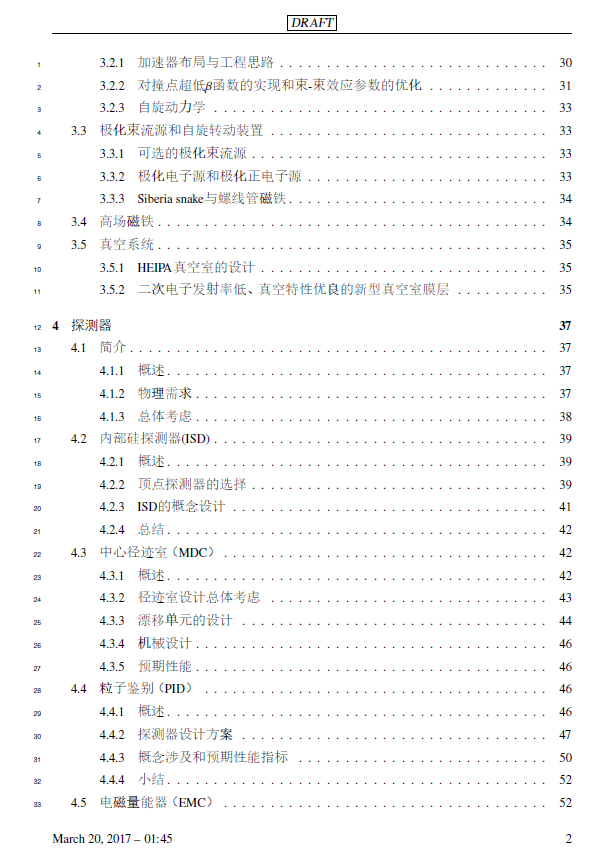 DRAFT
1 3.2.1 加速器布局与工程思路 . . . . . . . . . . . . . . . . . . . . . . . . . . . . 30
2 3.2.2 对撞点超低β函数的实现和束-束效应参数的优化 . . . . . . . . . . . . . 31
3 3.2.3 自旋动力学 . . . . . . . . . . . . . . . . . . . . . . . . . . . . . . . . . . 33
4 3.3 极化束流源和自旋转动装置 . . . . . . . . . . . . . . . . . . . . . . . . . . . . . 33
5 3.3.1 可选的极化束流源 . . . . . . . . . . . . . . . . . . . . . . . . . . . . . . . 33
6 3.3.2 极化电子源和极化正电子源 . . . . . . . . . . . . . . . . . . . . . . . . . 33
7 3.3.3 Siberia snake与螺线管磁铁. . . . . . . . . . . . . . . . . . . . . . . . . . . 34
8 3.4 高场磁铁 . . . . . . . . . . . . . . . . . . . . . . . . . . . . . . . . . . . . . . . . 34
9 3.5 真空系统 . . . . . . . . . . . . . . . . . . . . . . . . . . . . . . . . . . . . . . . . 35
10 3.5.1 HEIPA真空室的设计 . . . . . . . . . . . . . . . . . . . . . . . . . . . . . . 35
11 3.5.2 二次电子发射率低、真空特性优良的新型真空室膜层 . . . . . . . . . . 35
12 4 探测器 37
13 4.1 简介 . . . . . . . . . . . . . . . . . . . . . . . . . . . . . . . . . . . . . . . . . . . 37
14 4.1.1 概述 . . . . . . . . . . . . . . . . . . . . . . . . . . . . . . . . . . . . . . . 37
15 4.1.2 物理需求 . . . . . . . . . . . . . . . . . . . . . . . . . . . . . . . . . . . . 37
16 4.1.3 总体考虑 . . . . . . . . . . . . . . . . . . . . . . . . . . . . . . . . . . . . 38
17 4.2 内部硅探测器(ISD) . . . . . . . . . . . . . . . . . . . . . . . . . . . . . . . . . . . 39
18 4.2.1 概述 . . . . . . . . . . . . . . . . . . . . . . . . . . . . . . . . . . . . . . . 39
19 4.2.2 顶点探测器的选择 . . . . . . . . . . . . . . . . . . . . . . . . . . . . . . . 39
20 4.2.3 ISD的概念设计 . . . . . . . . . . . . . . . . . . . . . . . . . . . . . . . . . 41
21 4.2.4 总结 . . . . . . . . . . . . . . . . . . . . . . . . . . . . . . . . . . . . . . . 42
22 4.3 中心径迹室（MDC） . . . . . . . . . . . . . . . . . . . . . . . . . . . . . . . . . . 42
23 4.3.1 概述 . . . . . . . . . . . . . . . . . . . . . . . . . . . . . . . . . . . . . . . 42
24 4.3.2 径迹室设计总体考虑 . . . . . . . . . . . . . . . . . . . . . . . . . . . . . 43
25 4.3.3 漂移单元的设计 . . . . . . . . . . . . . . . . . . . . . . . . . . . . . . . . 44
26 4.3.4 机械设计 . . . . . . . . . . . . . . . . . . . . . . . . . . . . . . . . . . . . 46
27 4.3.5 预期性能 . . . . . . . . . . . . . . . . . . . . . . . . . . . . . . . . . . . . 46
28 4.4 粒子鉴别（PID） . . . . . . . . . . . . . . . . . . . . . . . . . . . . . . . . . . . . 46
29 4.4.1 概述 . . . . . . . . . . . . . . . . . . . . . . . . . . . . . . . . . . . . . . . 46
30 4.4.2 探测器设计方案 . . . . . . . . . . . . . . . . . . . . . . . . . . . . . . . . 47
31 4.4.3 概念涉及和预期性能指标 . . . . . . . . . . . . . . . . . . . . . . . . . . 50
32 4.4.4 小结 . . . . . . . . . . . . . . . . . . . . . . . . . . . . . . . . . . . . . . . 52
33 4.5 电磁量能器（EMC） . . . . . . . . . . . . . . . . . . . . . . . . . . . . . . . . . . 52
March 20, 2017 – 01:45 2